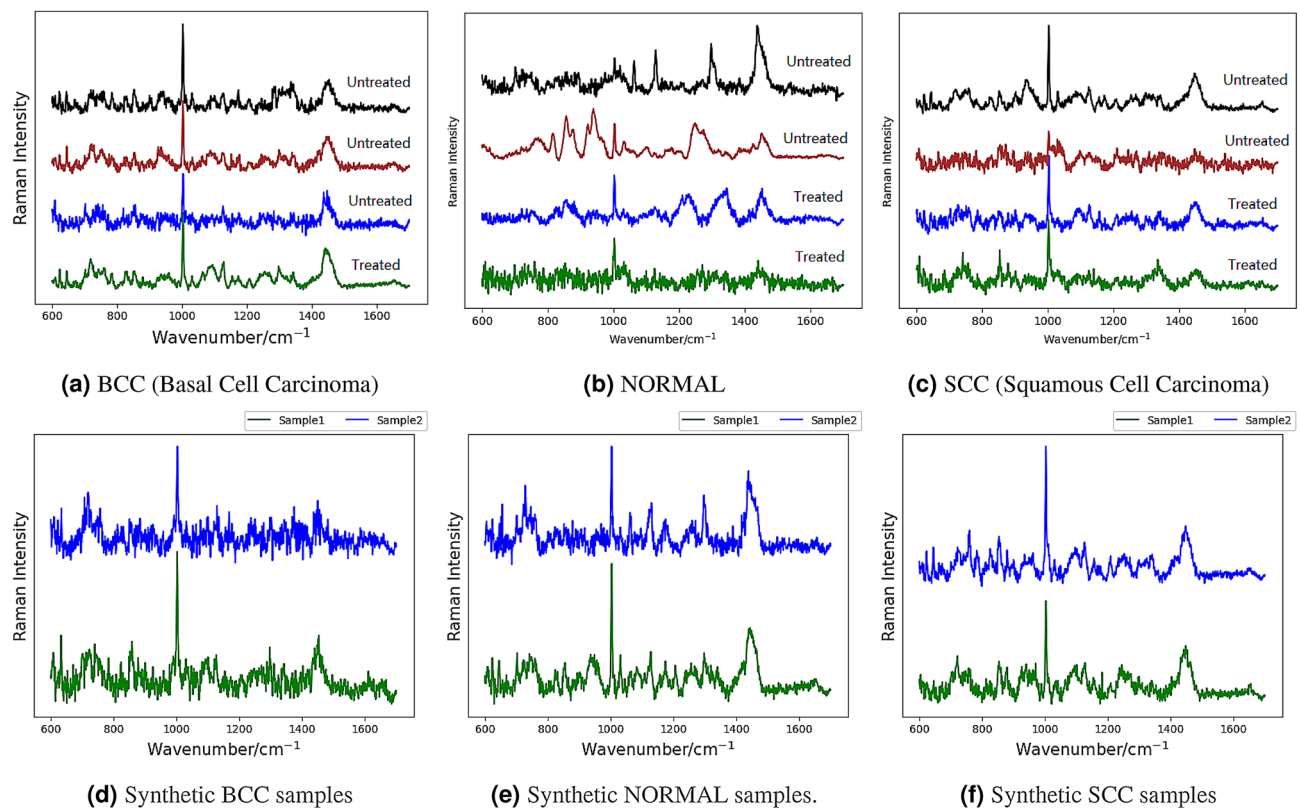 Raman Intensity
Untreated
Untreated
Untreated
Treated
600 800 1000 1200 1400 1600
Wavenumber/cm⁻¹
(a) BCC (Basal Cell Carcinoma)
Raman Intensity
Untreated
Untreated
Treated
Treated
600 800 1000 1200 1400 1600
Wavenumber/cm⁻¹
(b) NORMAL
Raman Intensity
Untreated
Untreated
Treated
Treated
600 800 1000 1200 1400 1600
Wavenumber/cm⁻¹
(c) SCC (Squamous Cell Carcinoma)
Sample1 Sample2
Raman Intensity
600 800 1000 1200 1400 1600
Wavenumber/cm⁻¹
(d) Synthetic BCC samples
Sample1 Sample2
Raman Intensity
600 800 1000 1200 1400 1600
Wavenumber/cm⁻¹
(e) Synthetic NORMAL samples.
Sample1 Sample2
Raman Intensity
600 800 1000 1200 1400 1600
Wavenumber/cm⁻¹
(f) Synthetic SCC samples